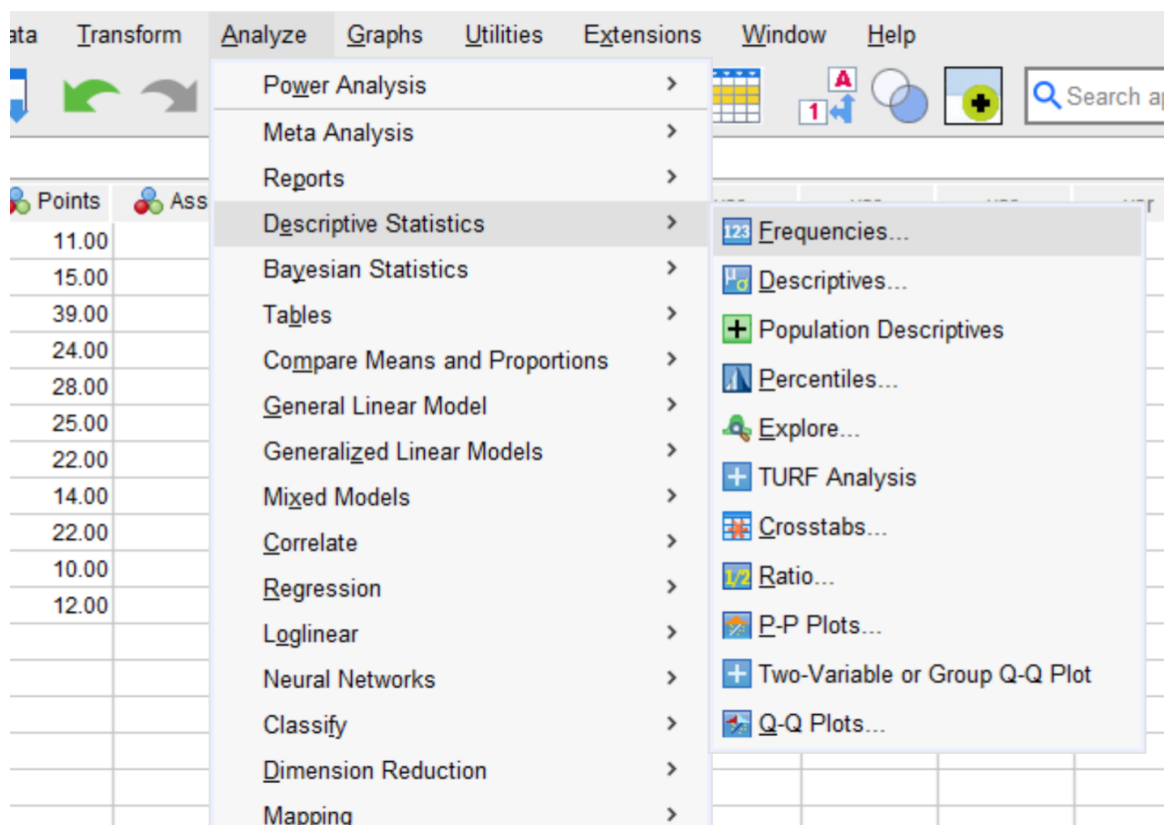 Transform Analyze Graphs Utilities Extensions Window Help
A
1
Search
Power Analysis
Meta Analysis
Reports
Descriptive Statistics
Bayesian Statistics
Tables
Compare Means and Proportions
General Linear Model
Generalized Linear Models
Mixed Models
Correlate
Regression
Loglinear
Neural Networks
Classify
Dimension Reduction
Mapping
Points
11.00
15.00
39.00
24.00
28.00
25.00
22.00
14.00
22.00
10.00
12.00
123 Frequencies...
μ σ Descriptives...
Population Descriptives
Percentiles...
Explore...
TURF Analysis
Crosstabs...
1/2 Ratio...
P-P Plots...
Two-Variable or Group Q-Q Plot
Q-Q Plots...